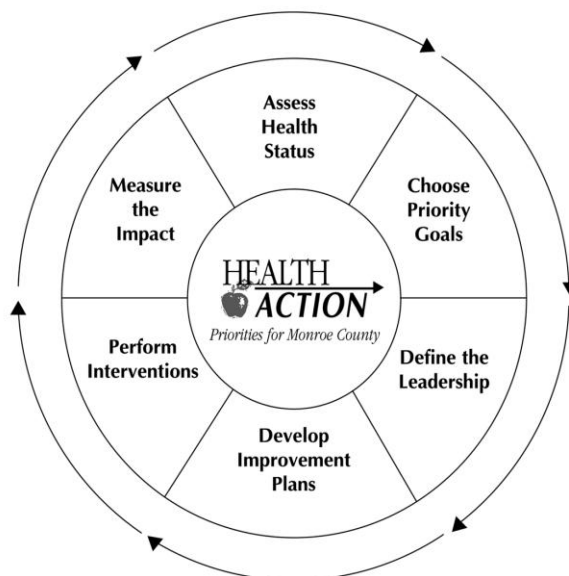 Assess
Health
Status
Choose
Priority
Goals
Define the
Leadership
Develop
Improvement
Plans
Perform
Interventions
Measure
the
Impact
HEALTH
ACTION
Priorities for Monroe County